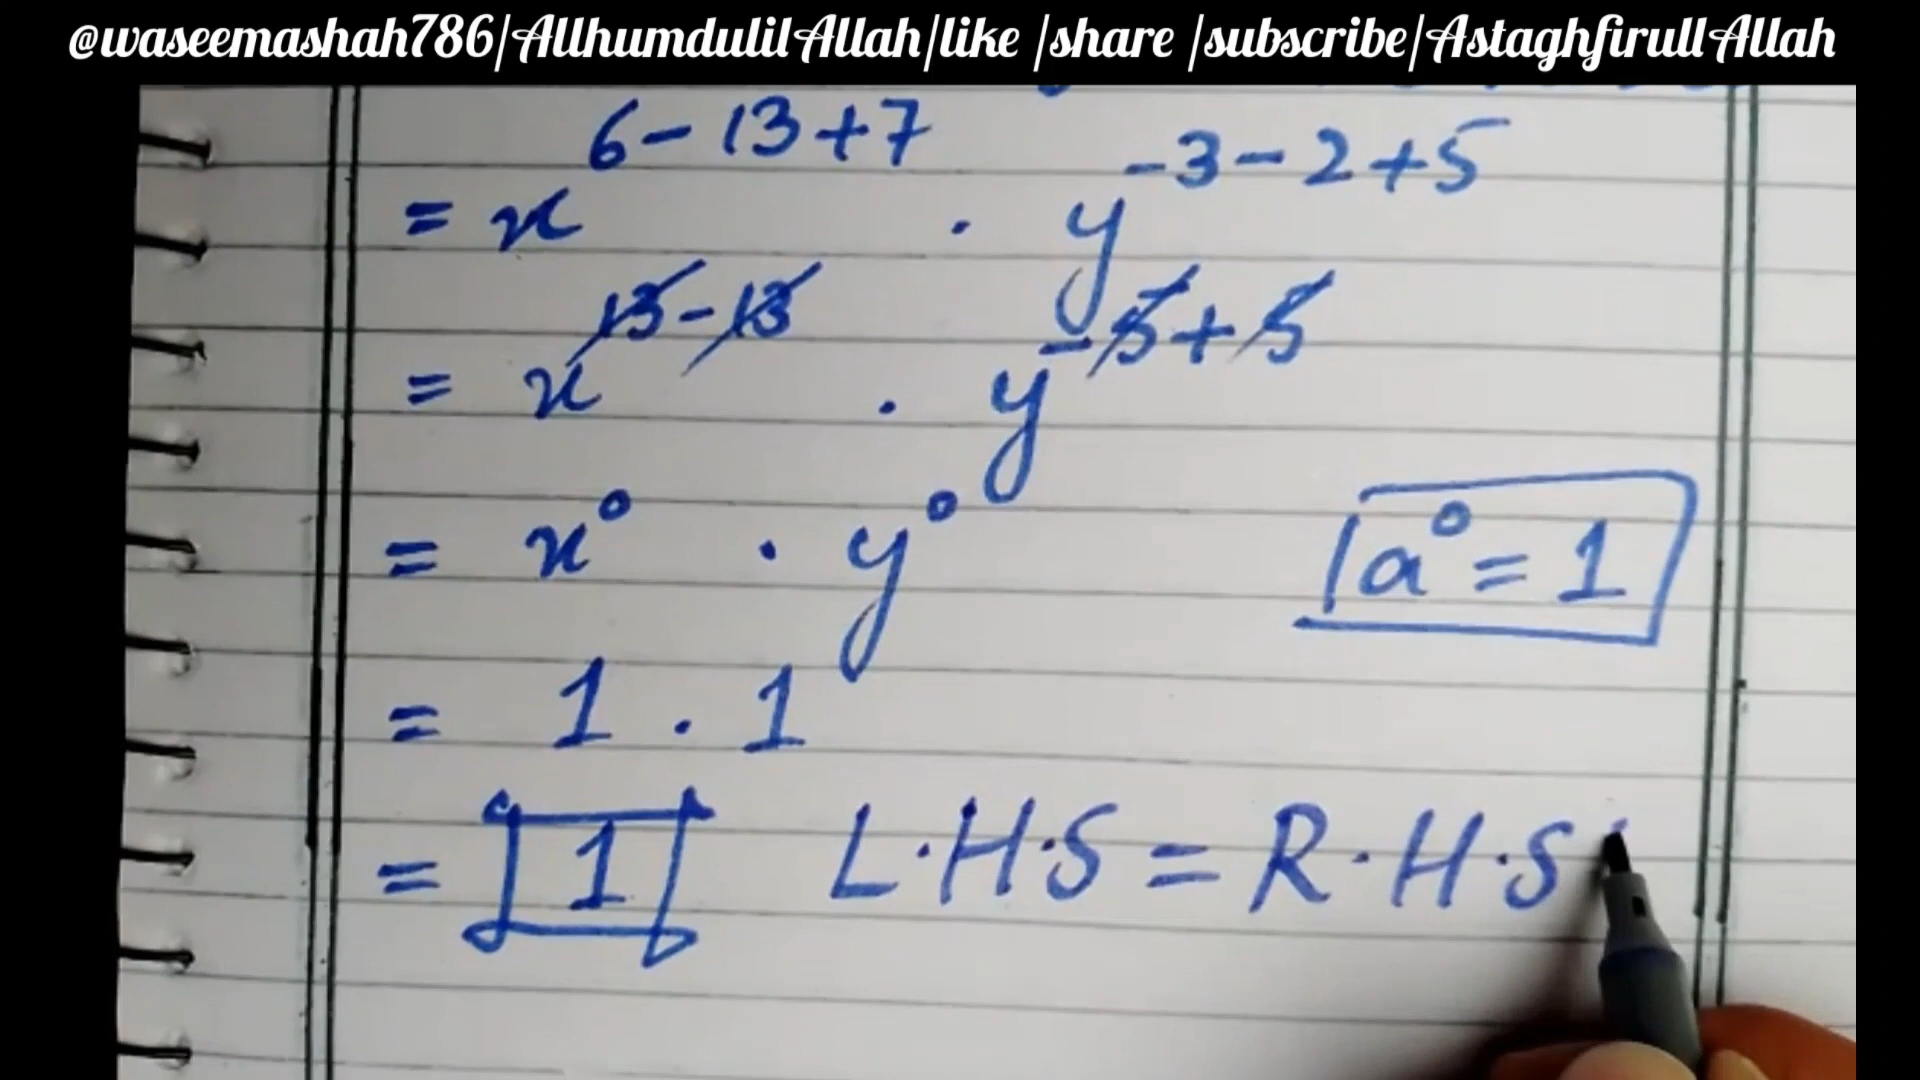 @waseemashah786/AllhumdulilAllah/like /share /subscribe/AstaghfirullAllah
= x^6-13+7 . y^-3-2+5
= x^13-13 . y^-5+5
= x^0 . y^0
a^0 = 1
= 1 . 1
= 1 L.H.S = R.H.S